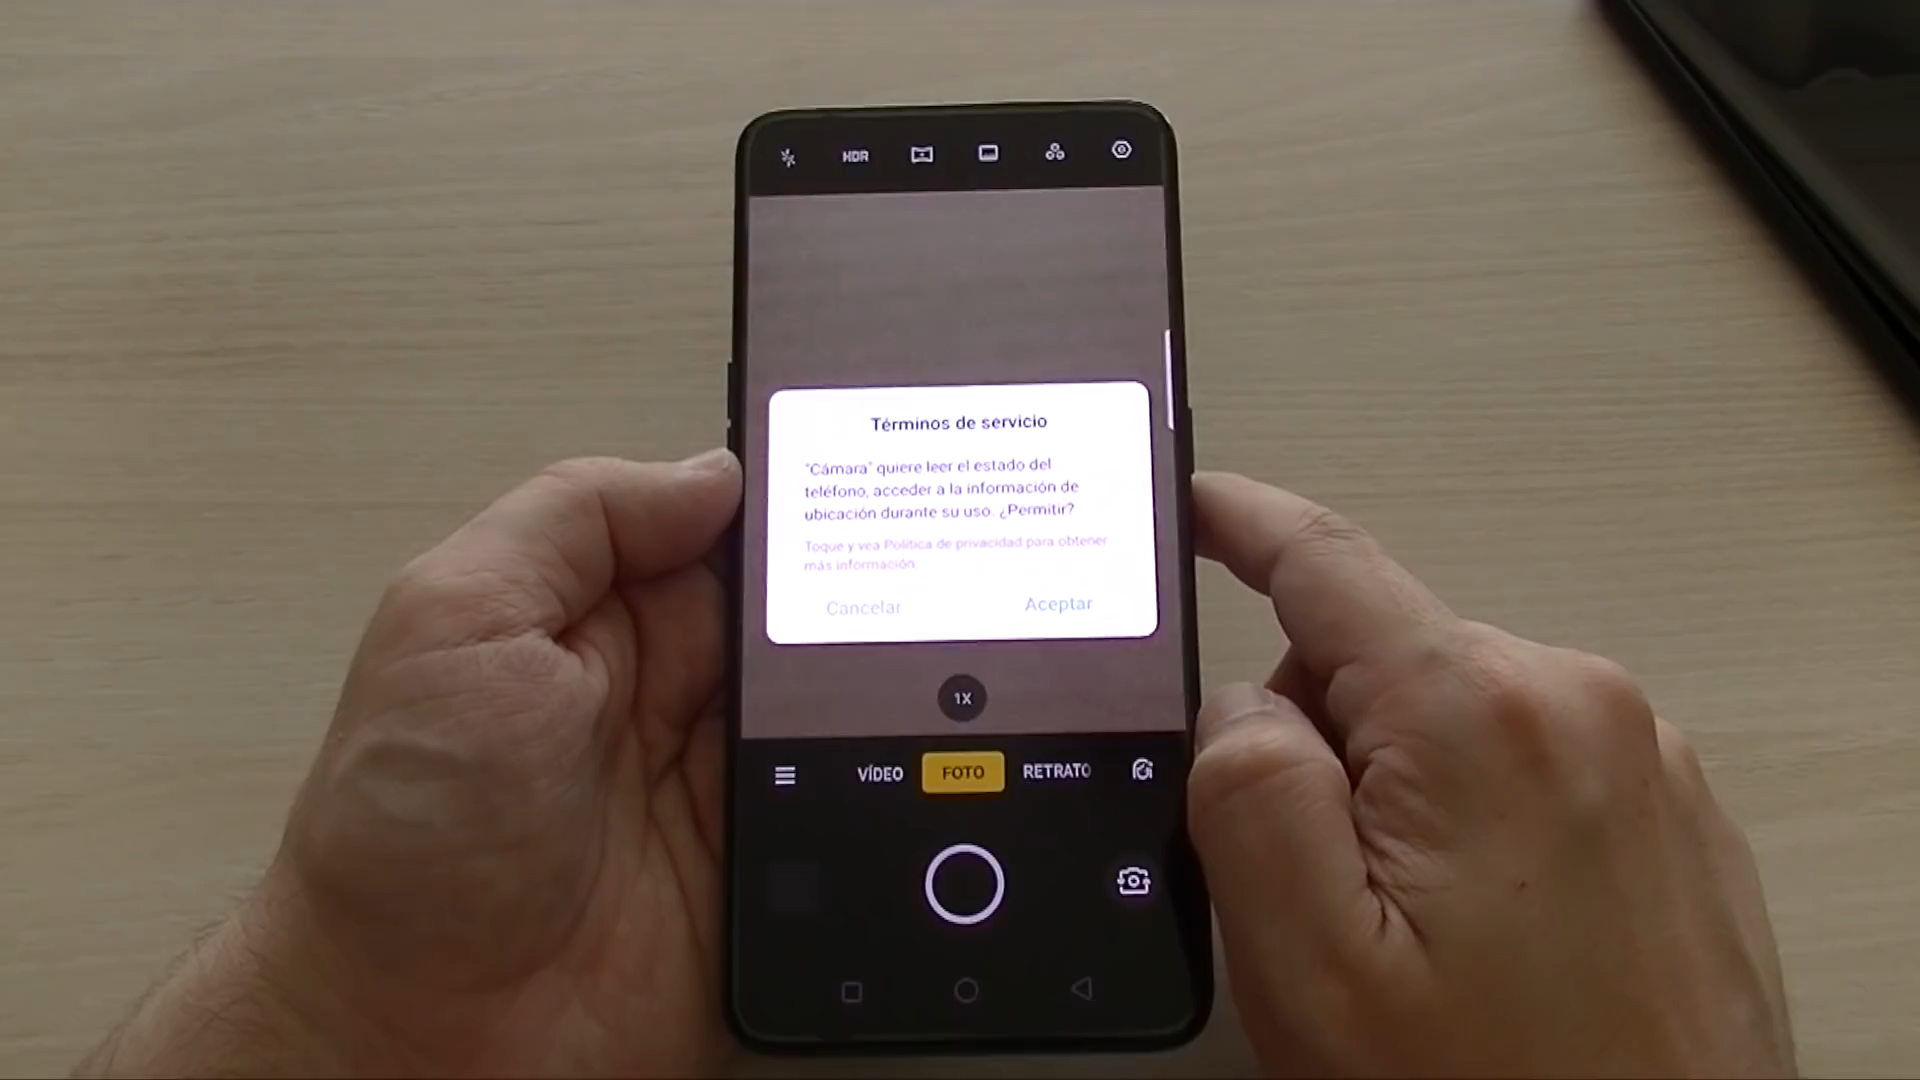 HDR
Términos de servicio
"Cámara" quiere leer el estado del
teléfono, acceder a la información de
ubicación durante su uso. ¿Permitir?
Toque y vea Política de privacidad para obtener
más información
Cancelar Aceptar
1X
VÍDEO FOTO RETRATO